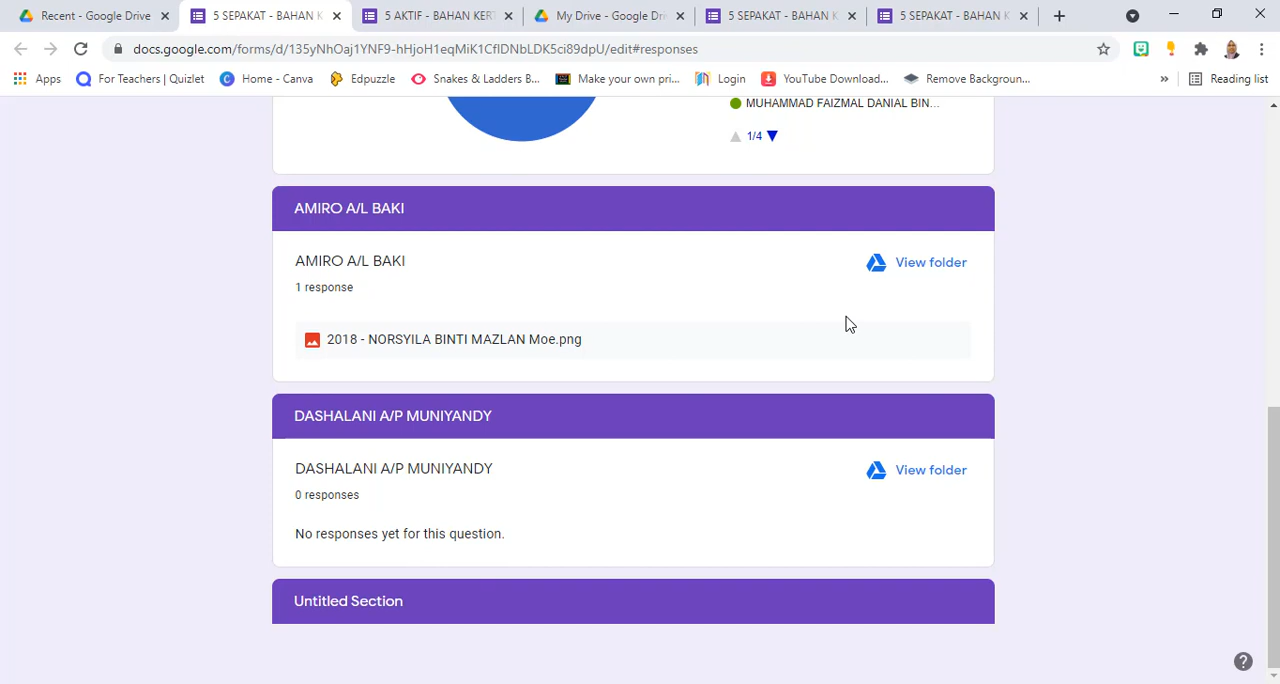 Recent - Google Drive
5 SEPAKAT - BAHAN K
5 AKTIF - BAHAN KERT
My Drive - Google Dri
5 SEPAKAT - BAHAN K
5 SEPAKAT - BAHAN K
docs.google.com/forms/d/135yNhOaj1YNF9-hHjoH1eqMiK1CfIDNbLDK5ci89dpU/edit#responses
Apps
For Teachers | Quizlet
Home - Canva
Edpuzzle
Snakes & Ladders B...
Make your own pri...
Login
YouTube Download...
Remove Backgroun...
»
Reading list
MUHAMMAD FAIZMAL DANIAL BIN...
1/4
AMIRO A/L BAKI
AMIRO A/L BAKI
View folder
1 response
2018 - NORSYILA BINTI MAZLAN Moe.png
DASHALANI A/P MUNIYANDY
DASHALANI A/P MUNIYANDY
View folder
0 responses
No responses yet for this question.
Untitled Section